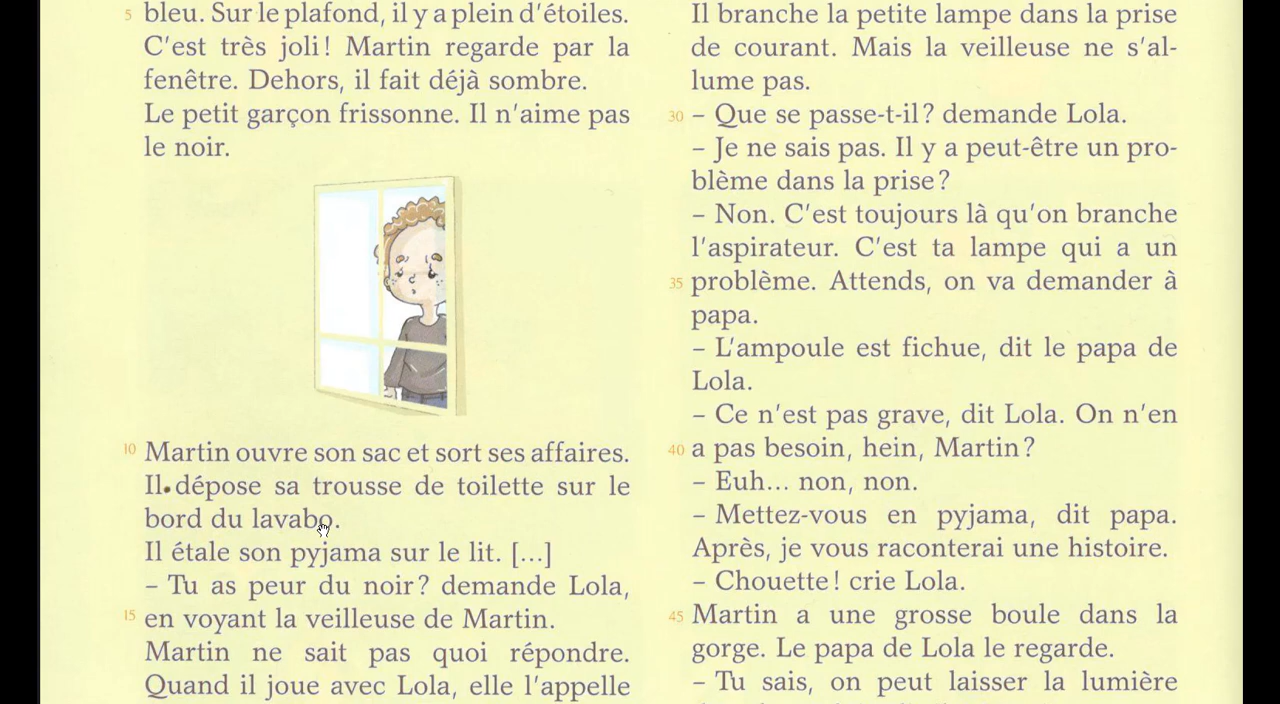 5 bleu. Sur le plafond, il y a plein d'étoiles.
C'est très joli ! Martin regarde par la
fenêtre. Dehors, il fait déjà sombre.
Le petit garçon frissonne. Il n'aime pas
le noir.
10 Martin ouvre son sac et sort ses affaires.
Il dépose sa trousse de toilette sur le
bord du lavabo.
Il étale son pyjama sur le lit. [...]
– Tu as peur du noir ? demande Lola,
15 en voyant la veilleuse de Martin.
Martin ne sait pas quoi répondre.
Quand il joue avec Lola, elle l'appelle
Il branche la petite lampe dans la prise
de courant. Mais la veilleuse ne s'al-
lume pas.
30 – Que se passe-t-il ? demande Lola.
– Je ne sais pas. Il y a peut-être un pro-
blème dans la prise ?
– Non. C'est toujours là qu'on branche
l'aspirateur. C'est ta lampe qui a un
35 problème. Attends, on va demander à
papa.
– L'ampoule est fichue, dit le papa de
Lola.
– Ce n'est pas grave, dit Lola. On n'en
40 a pas besoin, hein, Martin ?
– Euh... non, non.
– Mettez-vous en pyjama, dit papa.
Après, je vous raconterai une histoire.
– Chouette ! crie Lola.
45 Martin a une grosse boule dans la
gorge. Le papa de Lola le regarde.
– Tu sais, on peut laisser la lumière